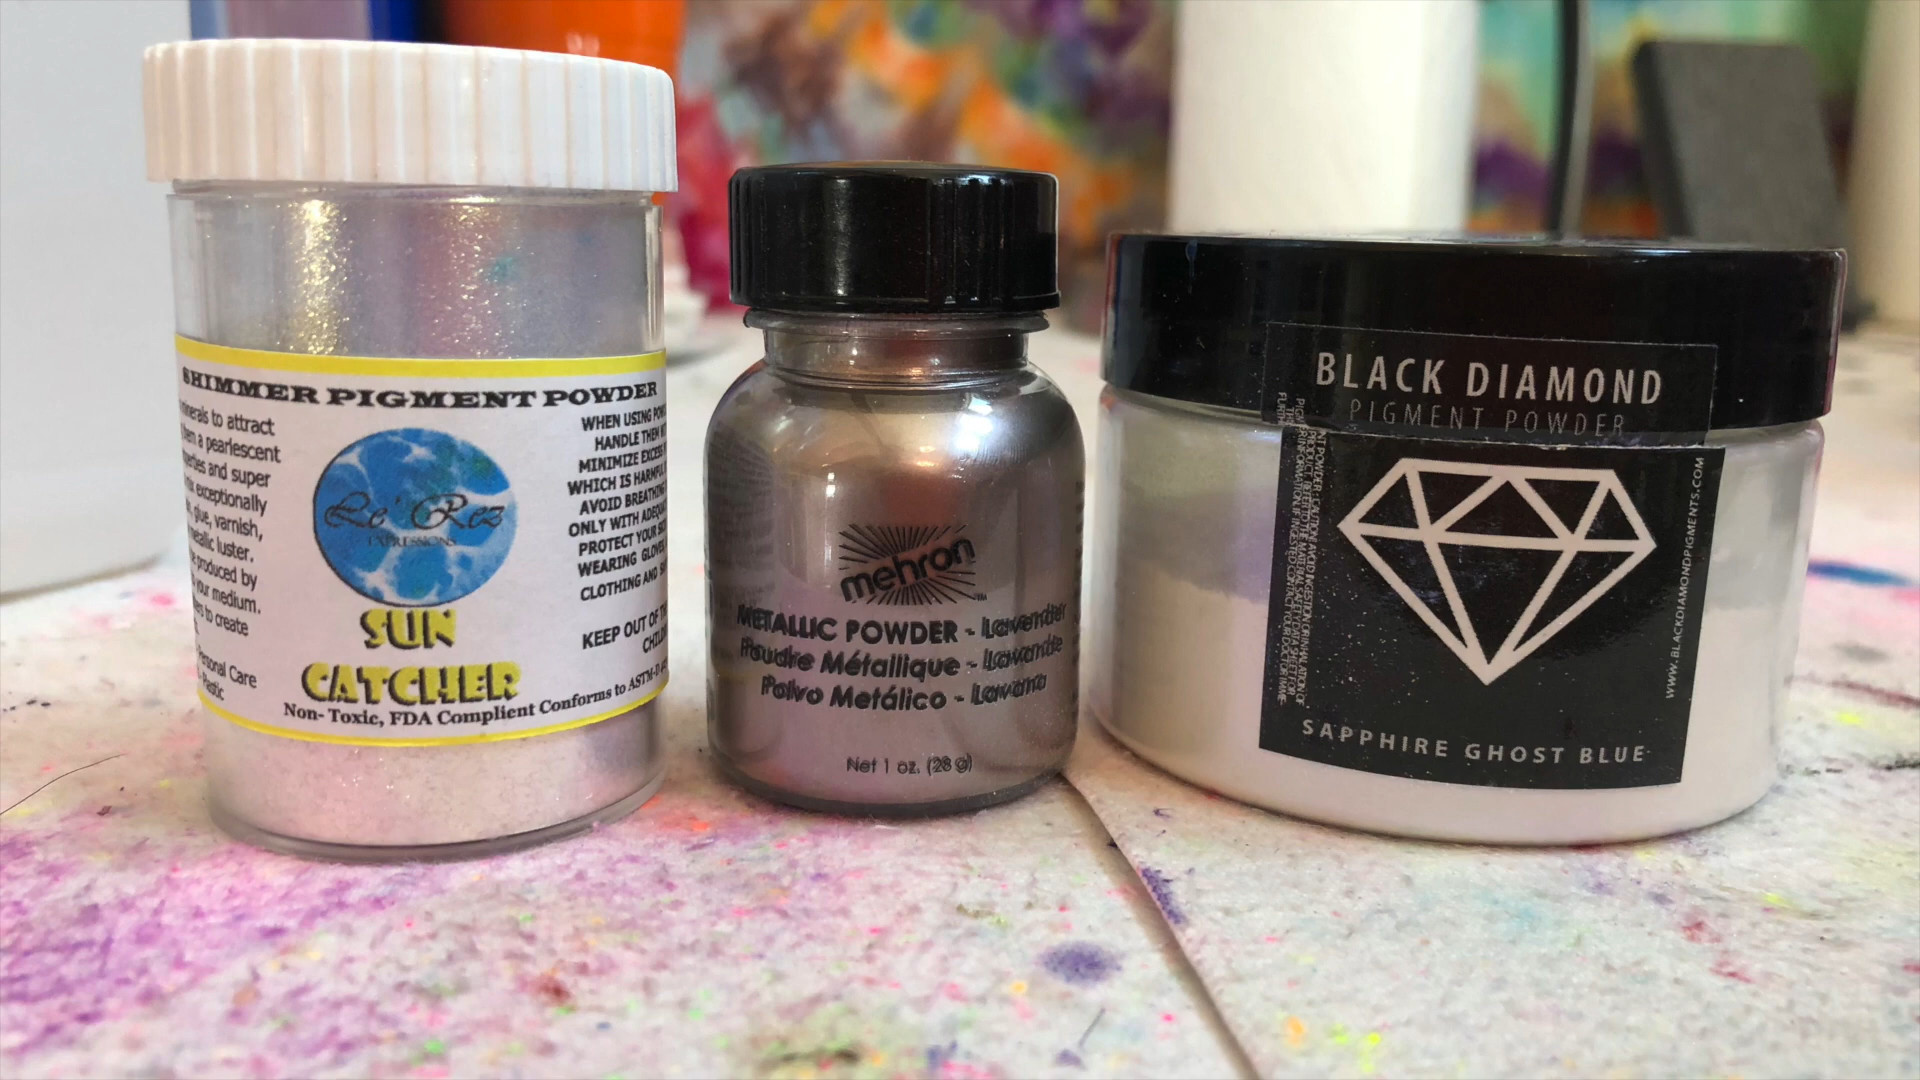 SHIMMER PIGMENT POWDER
minerals to attract
them a pearlescent
and super
mix exceptionally
glue, varnish,
metallic luster.
produced by
your medium.
to create
Personal Care
Plastic
Le' Rez
EXPRESSIONS
SUN
CATCHER
WHEN USING
HANDLE THEM
MINIMIZE EXCESS
WHICH IS HARMFUL
AVOID BREATHING
ONLY WITH
PROTECT YOUR
WEARING GLOVES
CLOTHING AND
KEEP OUT OF
Non- Toxic, FDA Complient Conforms to ASTM-D
mehron™
METALLIC POWDER - Lavender
Poudre Métallique - Lavande
Polvo Metálico - Lavanda
Net 1 oz. (28 g)
BLACK DIAMOND
PIGMENT POWDER
WWW.BLACKDIAMONDPIGMENTS.COM
SAPPHIRE GHOST BLUE